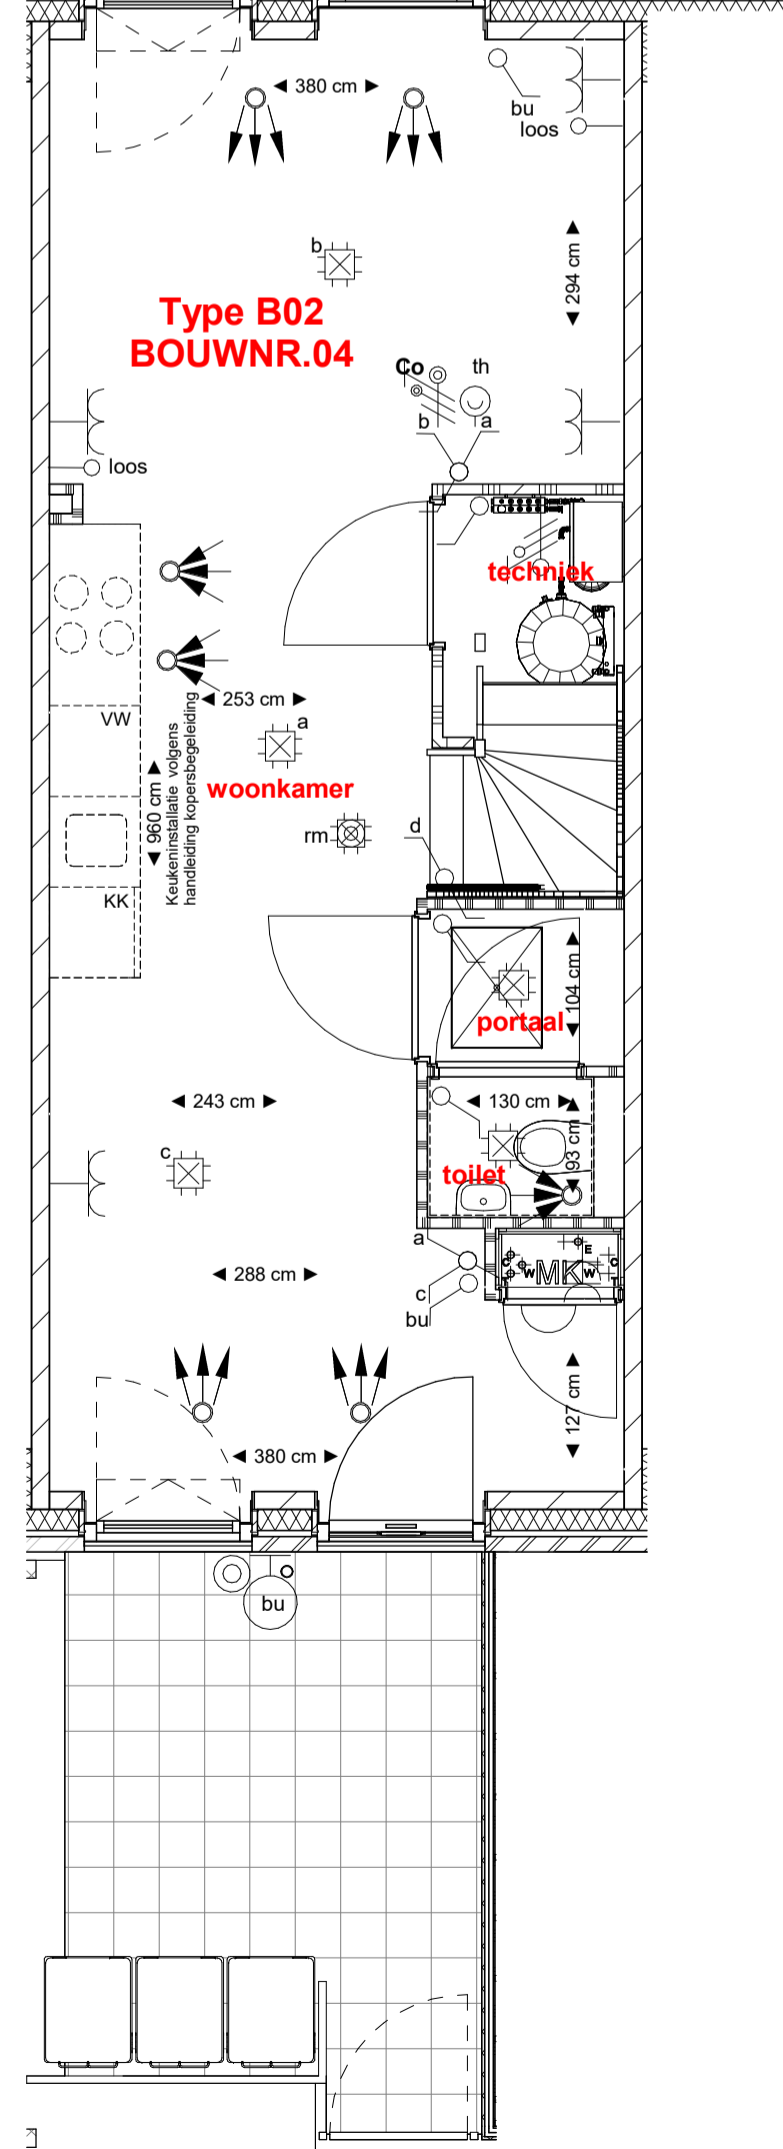 380 cm
bu
loos
b
294 cm
Type B02
BOUWNR.04
Co
th
b
a
loos
techniek
253 cm
VW
a
960 cm
Keukeninstallatie volgens
handleiding kopersbegeleiding
woonkamer
rm
d
KK
104 cm
portaal
243 cm
130 cm
93 cm
c
toilet
a
E
C
W
MK
W
C
T
288 cm
c
bu
127 cm
380 cm
bu